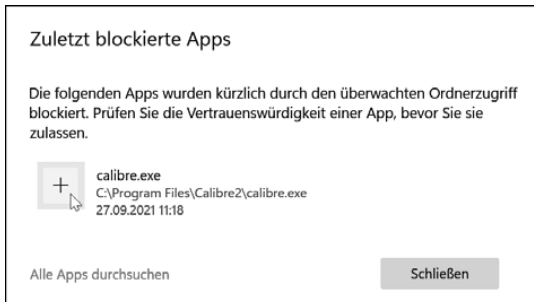 Zuletzt blockierte Apps
Die folgenden Apps wurden kürzlich durch den überwachten Ordnerzugriff
blockiert. Prüfen Sie die Vertrauenswürdigkeit einer App, bevor Sie sie
zulassen.
calibre.exe
C:\Program Files\Calibre2\calibre.exe
27.09.2021 11:18
Alle Apps durchsuchen
Schließen